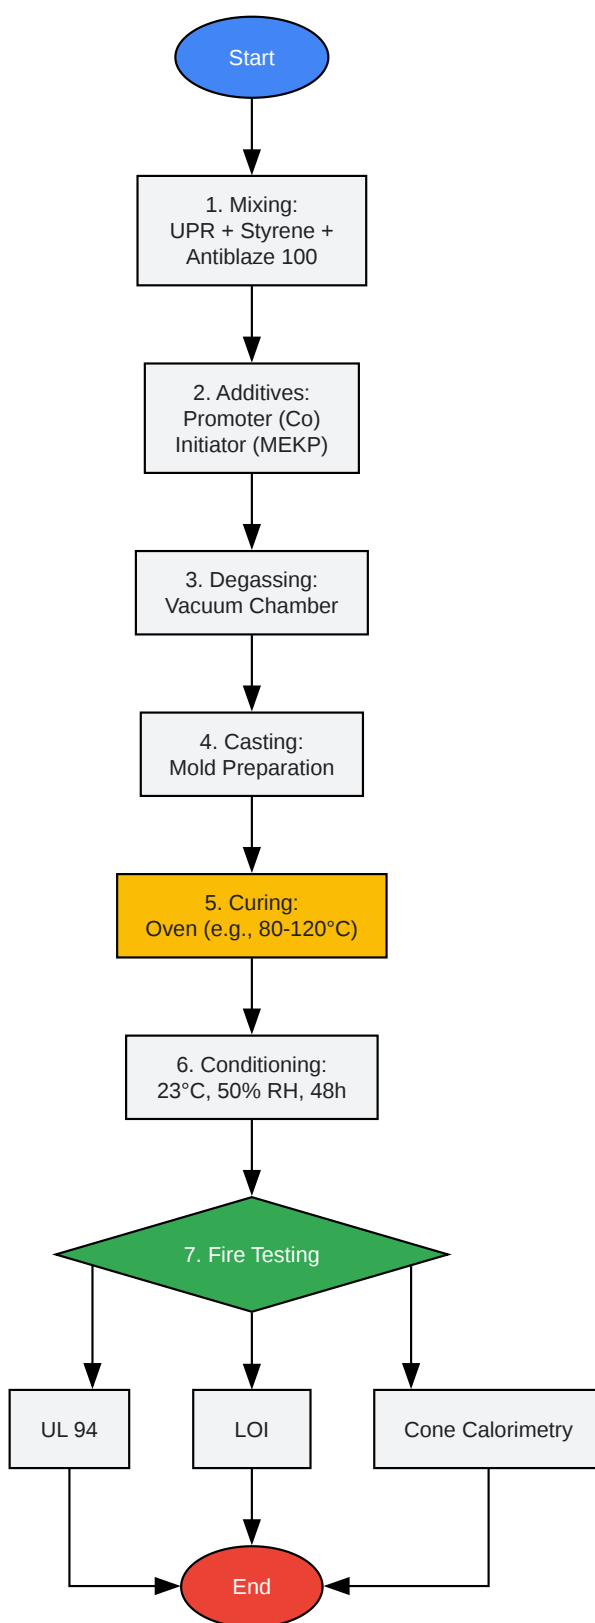 Start
1. Mixing:
UPR + Styrene +
Antiblaze 100
2. Additives:
Promoter (Co)
Initiator (MEKP)
3. Degassing:
Vacuum Chamber
4. Casting:
Mold Preparation
5. Curing:
Oven (e.g., 80-120°C)
6. Conditioning:
23°C, 50% RH, 48h
7. Fire Testing
UL 94
LOI
Cone Calorimetry
End